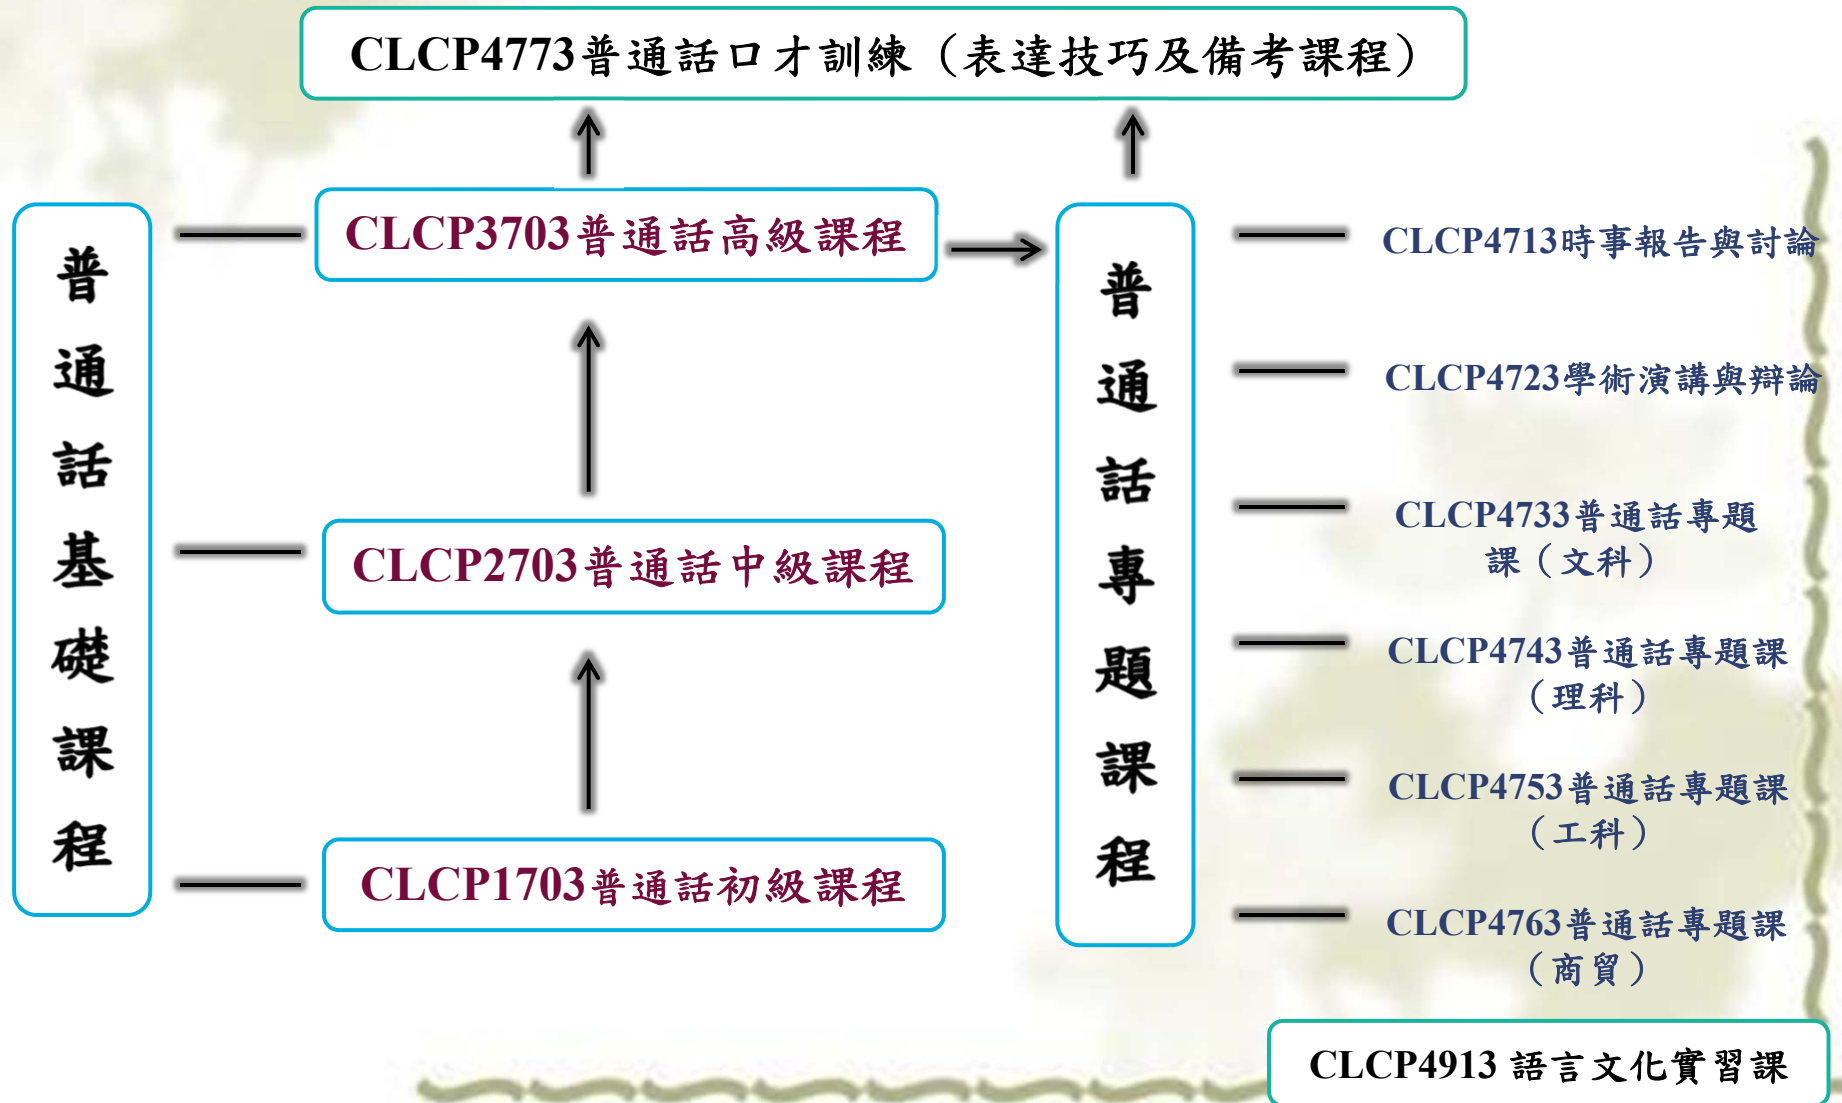 CLCP4773普通話口才訓練（表達技巧及備考課程）
普通話基礎課程
CLCP3703普通話高級課程
CLCP2703普通話中級課程
CLCP1703普通話初級課程
普通話專題課程
CLCP4713時事報告與討論
CLCP4723學術演講與辯論
CLCP4733普通話專題
課（文科）
CLCP4743普通話專題課
（理科）
CLCP4753普通話專題課
（工科）
CLCP4763普通話專題課
（商貿）
CLCP4913 語言文化實習課